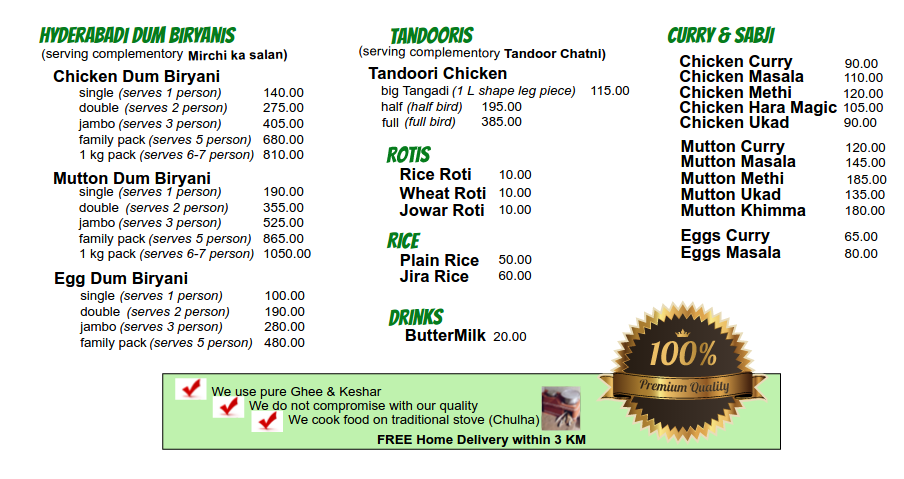 HYDERABADI DUM BIRYANIS
(serving complementory Mirchi ka salan)
Chicken Dum Biryani
single (serves 1 person) 140.00
double (serves 2 person) 275.00
jambo (serves 3 person) 405.00
family pack (serves 5 person) 680.00
1 kg pack (serves 6-7 person) 810.00
Mutton Dum Biryani
single (serves 1 person) 190.00
double (serves 2 person) 355.00
jambo (serves 3 person) 525.00
family pack (serves 5 person) 865.00
1 kg pack (serves 6-7 person) 1050.00
Egg Dum Biryani
single (serves 1 person) 100.00
double (serves 2 person) 190.00
jambo (serves 3 person) 280.00
family pack (serves 5 person) 480.00
TANDOORIS
(serving complementory Tandoor Chatni)
Tandoori Chicken
big Tangadi (1 L shape leg piece) 115.00
half (half bird) 195.00
full (full bird) 385.00
ROTIS
Rice Roti 10.00
Wheat Roti 10.00
Jowar Roti 10.00
RICE
Plain Rice 50.00
Jira Rice 60.00
DRINKS
ButterMilk 20.00
CURRY & SABJI
Chicken Curry 90.00
Chicken Masala 110.00
Chicken Methi 120.00
Chicken Hara Magic 105.00
Chicken Ukad 90.00
Mutton Curry 120.00
Mutton Masala 145.00
Mutton Methi 185.00
Mutton Ukad 135.00
Mutton Khimma 180.00
Eggs Curry 65.00
Eggs Masala 80.00
100%
Premium Quality
We use pure Ghee & Keshar
We do not compromise with our quality
We cook food on traditional stove (Chulha)
FREE Home Delivery within 3 KM